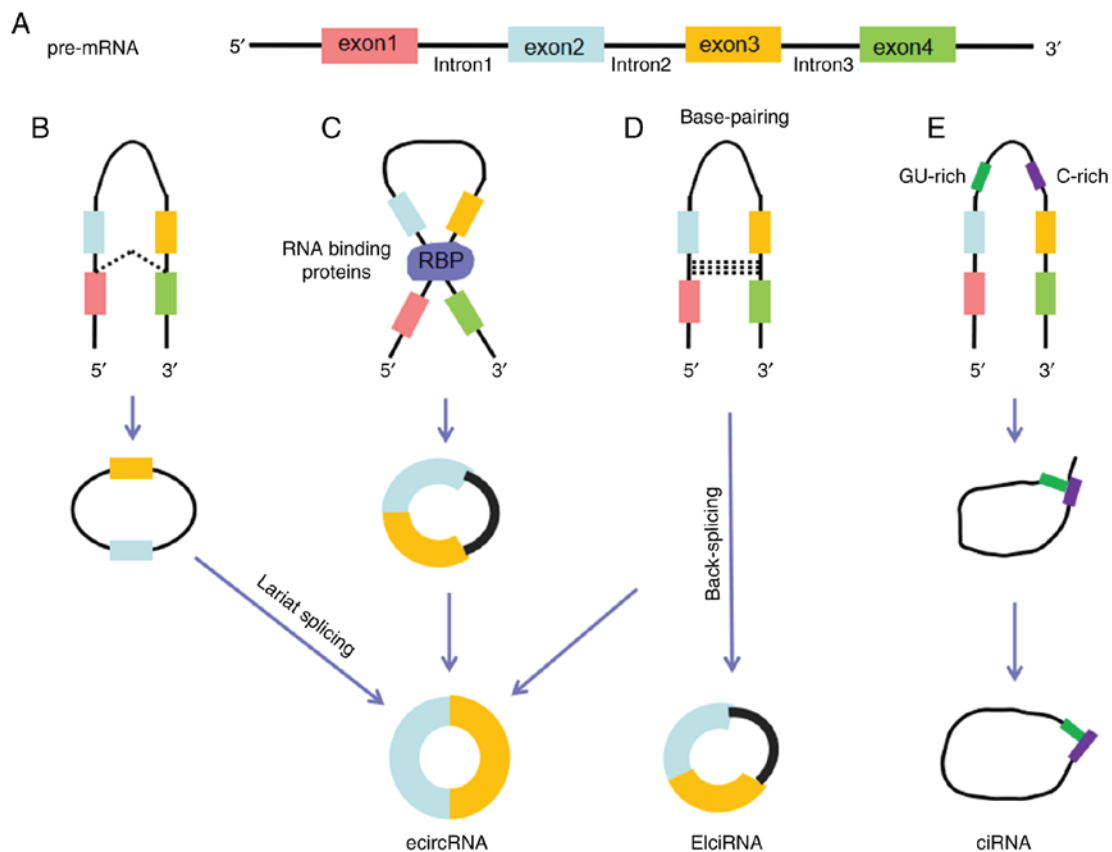 A
pre-mRNA
5′
exon1
exon2
exon3
exon4
3′
Intron1
Intron2
Intron3
B
C
D
E
Base-pairing
GU-rich
C-rich
RNA binding
proteins
RBP
5′
3′
5′
3′
5′
3′
5′
3′
Lariat splicing
Back-splicing
ecircRNA
ElciRNA
ciRNA